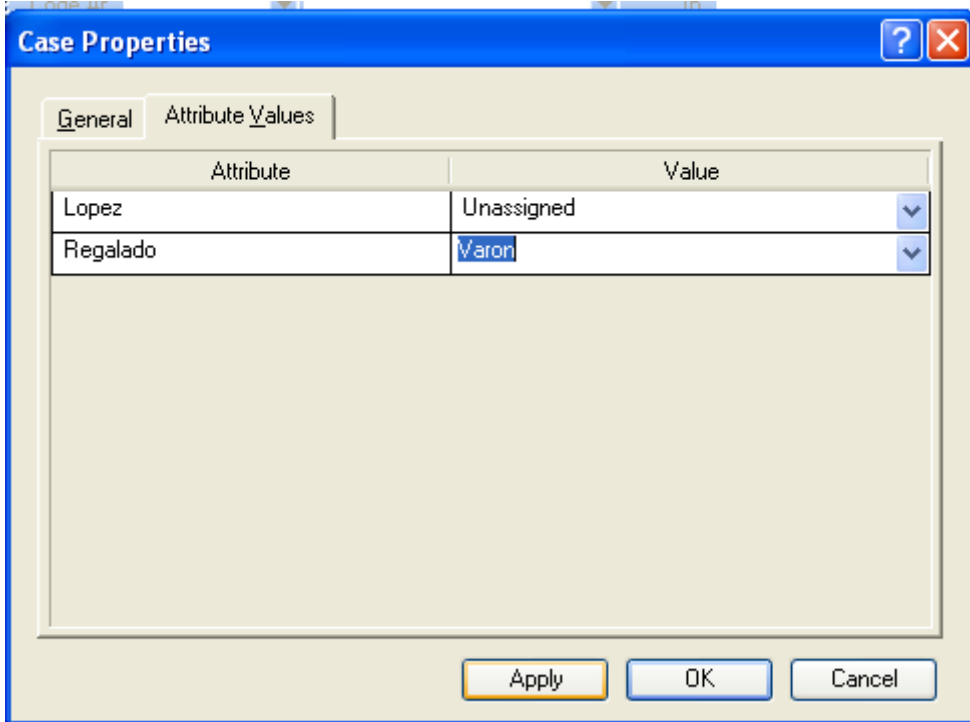 Case Properties
General Attribute Values
Attribute Value
Lopez Unassigned
Regalado Varon
Apply OK Cancel